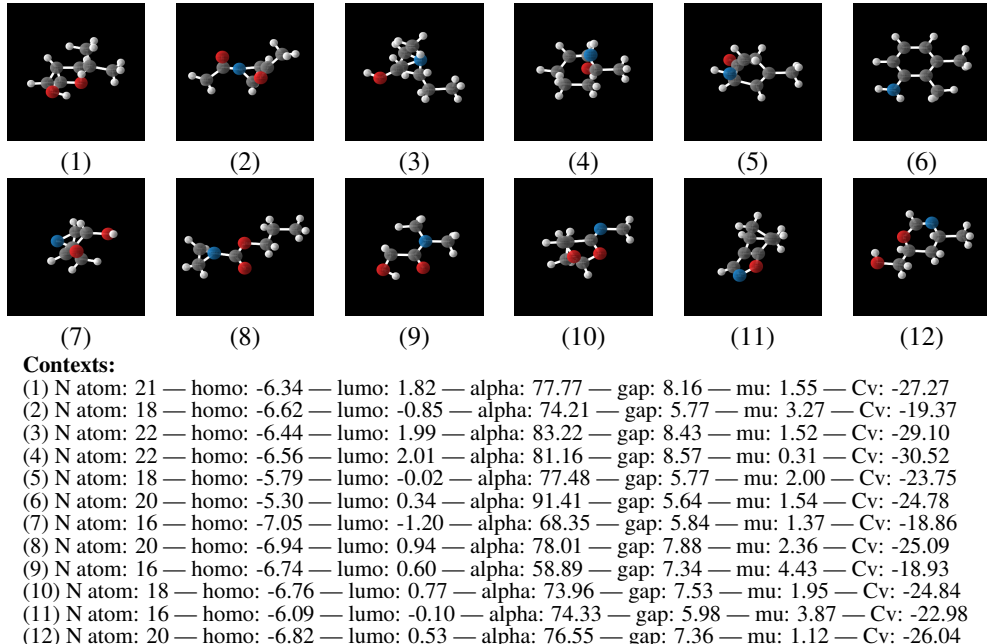 (1) (2) (3) (4) (5) (6)
(7) (8) (9) (10) (11) (12)
Contexts:
(1) N atom: 21 — homo: -6.34 — lumo: 1.82 — alpha: 77.77 — gap: 8.16 — mu: 1.55 — Cv: -27.27
(2) N atom: 18 — homo: -6.62 — lumo: -0.85 — alpha: 74.21 — gap: 5.77 — mu: 3.27 — Cv: -19.37
(3) N atom: 22 — homo: -6.44 — lumo: 1.99 — alpha: 83.22 — gap: 8.43 — mu: 1.52 — Cv: -29.10
(4) N atom: 22 — homo: -6.56 — lumo: 2.01 — alpha: 81.16 — gap: 8.57 — mu: 0.31 — Cv: -30.52
(5) N atom: 18 — homo: -5.79 — lumo: -0.02 — alpha: 77.48 — gap: 5.77 — mu: 2.00 — Cv: -23.75
(6) N atom: 20 — homo: -5.30 — lumo: 0.34 — alpha: 91.41 — gap: 5.64 — mu: 1.54 — Cv: -24.78
(7) N atom: 16 — homo: -7.05 — lumo: -1.20 — alpha: 68.35 — gap: 5.84 — mu: 1.37 — Cv: -18.86
(8) N atom: 20 — homo: -6.94 — lumo: 0.94 — alpha: 78.01 — gap: 7.88 — mu: 2.36 — Cv: -25.09
(9) N atom: 16 — homo: -6.74 — lumo: 0.60 — alpha: 58.89 — gap: 7.34 — mu: 4.43 — Cv: -18.93
(10) N atom: 18 — homo: -6.76 — lumo: 0.77 — alpha: 73.96 — gap: 7.53 — mu: 1.95 — Cv: -24.84
(11) N atom: 16 — homo: -6.09 — lumo: -0.10 — alpha: 74.33 — gap: 5.98 — mu: 3.87 — Cv: -22.98
(12) N atom: 20 — homo: -6.82 — lumo: 0.53 — alpha: 76.55 — gap: 7.36 — mu: 1.12 — Cv: -26.04